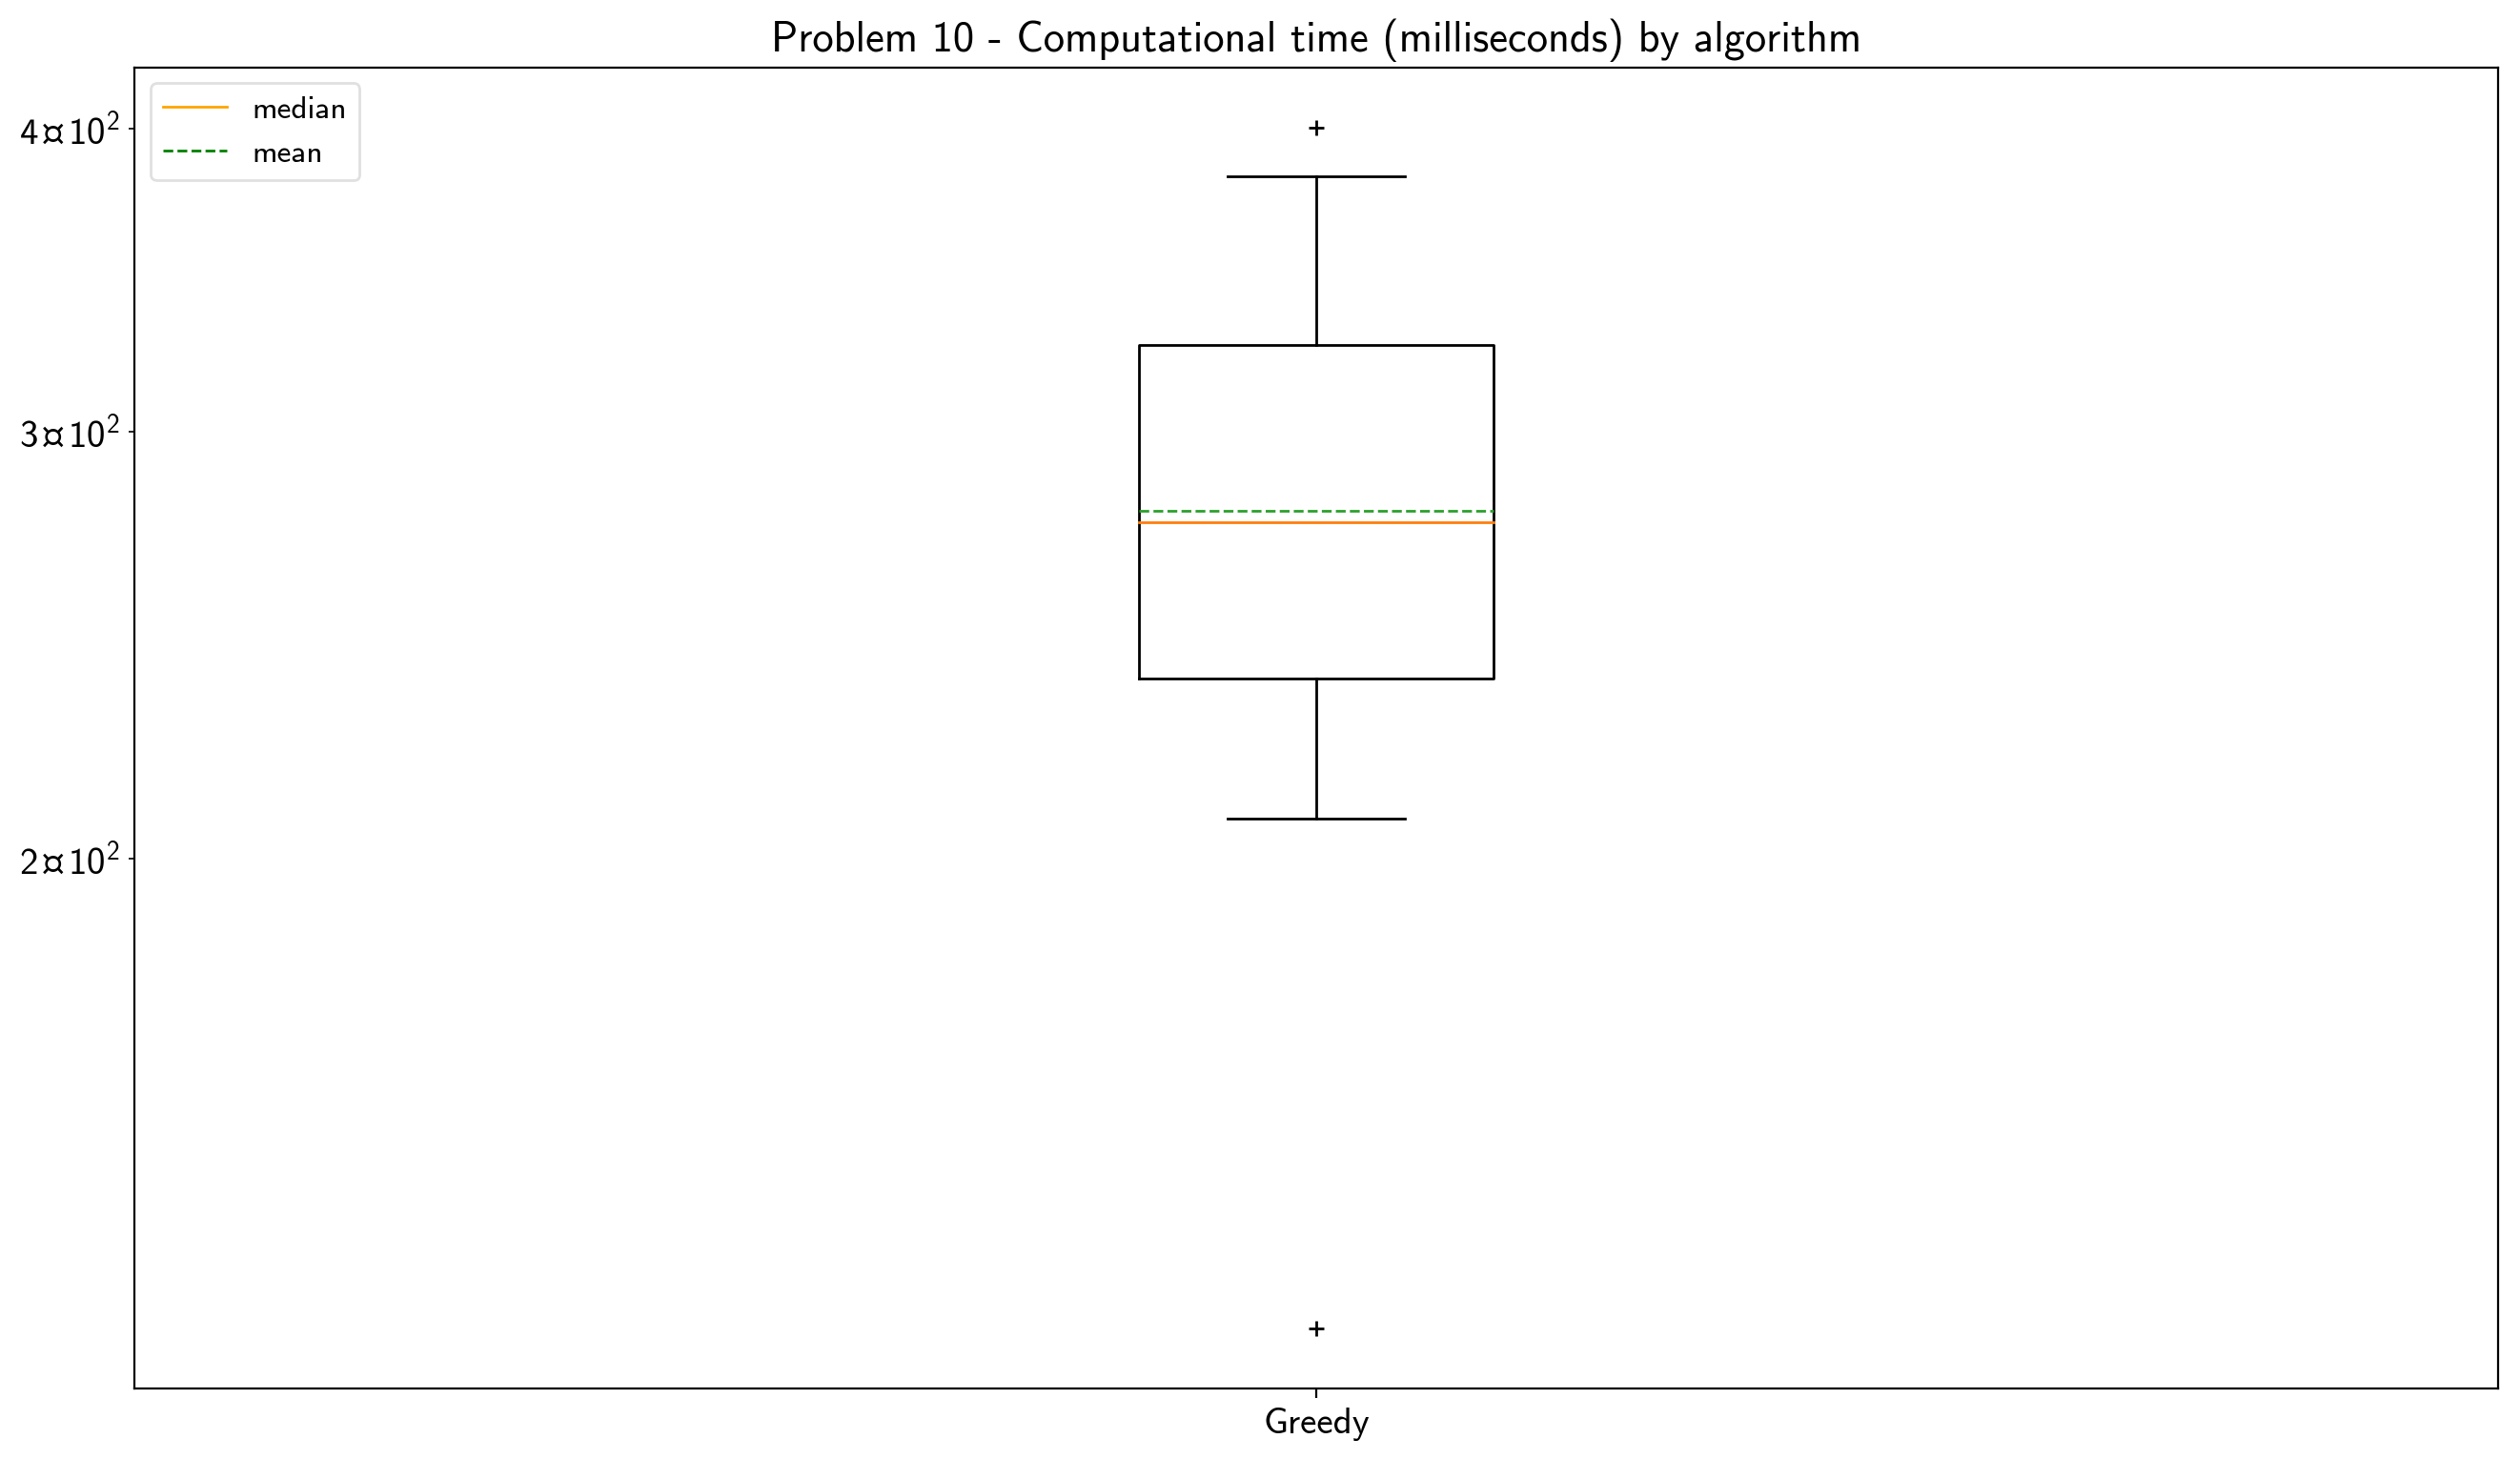 Problem 10 - Computational time (milliseconds) by algorithm
median
mean
4¤10²
3¤10²
2¤10²
Greedy